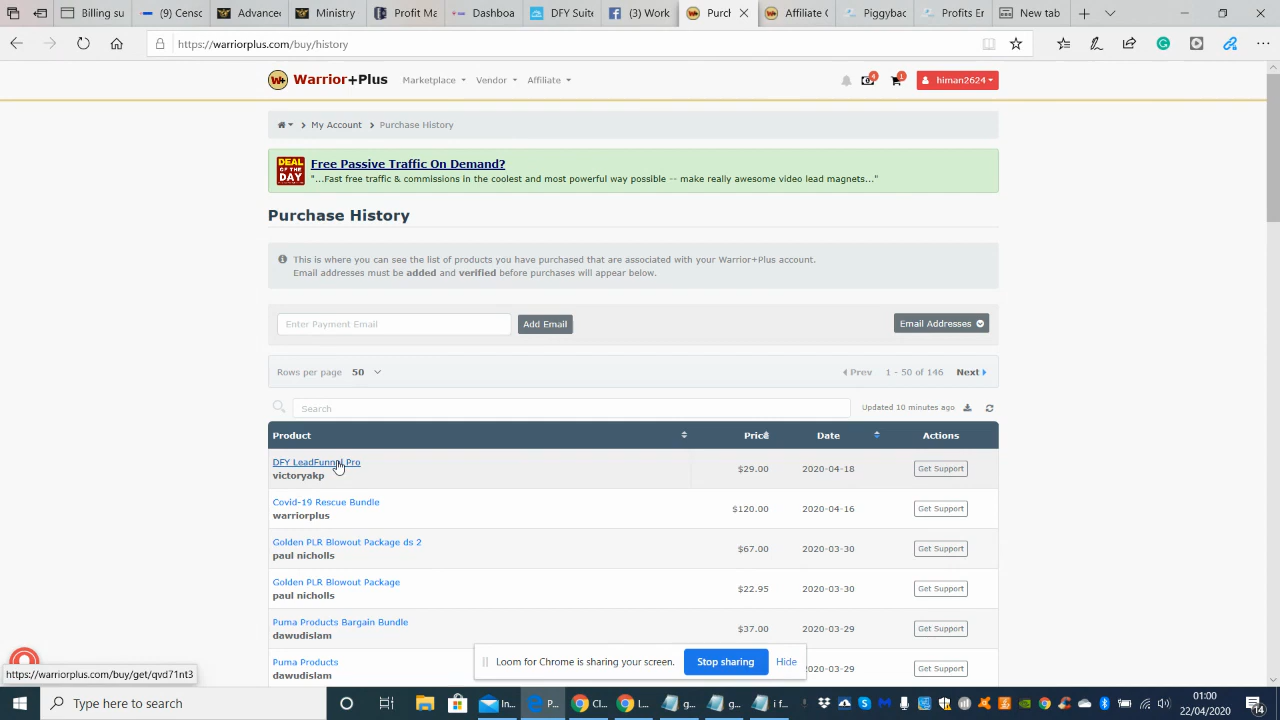 Billing su
(9) Censc
Advance
Ministry
Profit Mo
Dashboa
DFY Suite
(3) Work
Purch
Affiliate
Piggybac
Profits Er
New tab
https://warriorplus.com/buy/history
Warrior+Plus
Marketplace
Vendor
Affiliate
4
1
himan2624
My Account
Purchase History
DEAL OF THE DAY
Free Passive Traffic On Demand?
"...Fast free traffic & commissions in the coolest and most powerful way possible -- make really awesome video lead magnets..."
Purchase History
This is where you can see the list of products you have purchased that are associated with your Warrior+Plus account.
Email addresses must be added and verified before purchases will appear below.
Enter Payment Email
Add Email
Email Addresses
Rows per page 50
Prev 1 - 50 of 146 Next
Search
Updated 10 minutes ago
Product Price Date Actions
DFY LeadFunnel Pro
victoryakp
$29.00 2020-04-18 Get Support
Covid-19 Rescue Bundle
warriorplus
$120.00 2020-04-16 Get Support
Golden PLR Blowout Package ds 2
paul nicholls
$67.00 2020-03-30 Get Support
Golden PLR Blowout Package
paul nicholls
$22.95 2020-03-30 Get Support
Puma Products Bargain Bundle
dawudislam
$37.00 2020-03-29 Get Support
Puma Products
dawudislam
03-29 Get Support
Loom for Chrome is sharing your screen. Stop sharing Hide
https://warriorplus.com/buy/get/qvd71nt3
Type here to search
In...
P...
Cl...
L...
g...
g...
i f...
01:00
22/04/2020